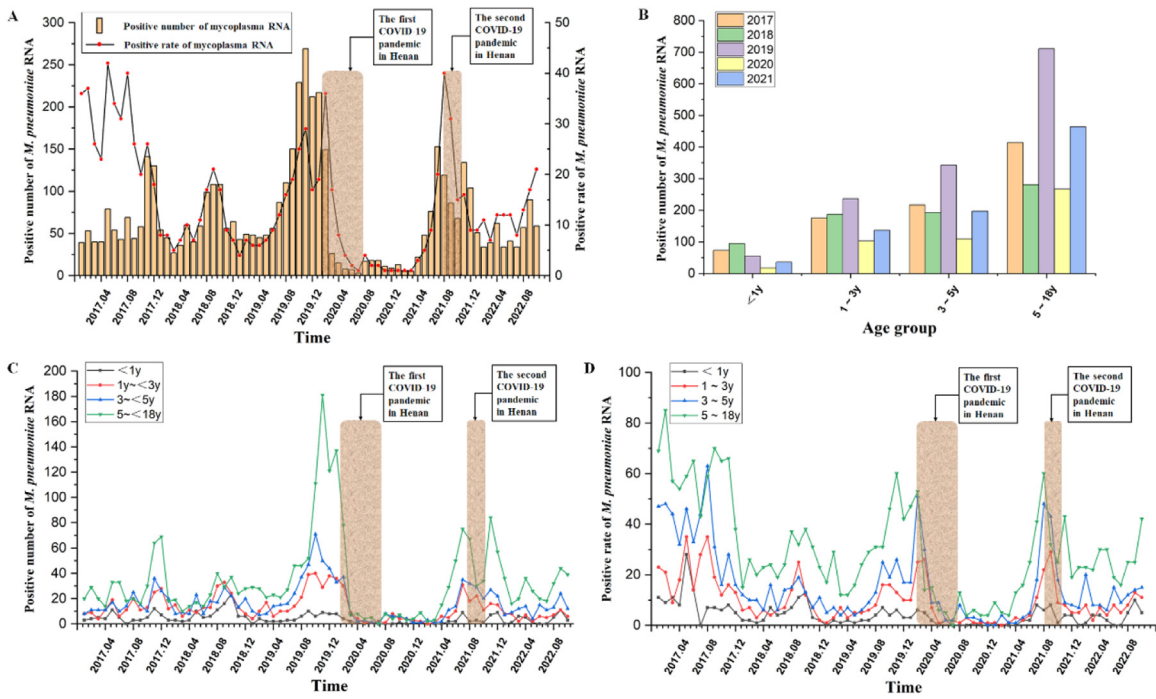 A
Positive number of mycoplasma RNA
Positive rate of mycoplasma RNA
The first
COVID-19
pandemic
in Henan
The second
COVID-19
pandemic
in Henan
Positive number of M. pneumoniae RNA
300
250
200
150
100
50
0
Positive rate of M. pneumoniae RNA
50
40
30
20
10
0
2017.04
2017.08
2017.12
2018.04
2018.08
2018.12
2019.04
2019.08
2019.12
2020.04
2020.08
2020.12
2021.04
2021.08
2021.12
2022.04
2022.08
Time
B
2017
2018
2019
2020
2021
Positive number of M. pneumoniae RNA
800
700
600
500
400
300
200
100
0
<1y
1 ~ 3y
3 ~ 5y
5 ~ 18y
Age group
C
< 1y
1y~<3y
3~<5y
5~<18y
The first
COVID-19
pandemic
in Henan
The second
COVID-19
pandemic
in Henan
Positive number of M. pneumoniae RNA
200
180
160
140
120
100
80
60
40
20
0
2017.04
2017.08
2017.12
2018.04
2018.08
2018.12
2019.04
2019.08
2019.12
2020.04
2020.08
2020.12
2021.04
2021.08
2021.12
2022.04
2022.08
Time
D
< 1y
1 ~ 3y
3 ~ 5y
5 ~ 18y
The first
COVID-19
pandemic
in Henan
The second
COVID-19
pandemic
in Henan
Positive rate of M. pneumoniae RNA
100
80
60
40
20
0
2017.04
2017.08
2017.12
2018.04
2018.08
2018.12
2019.04
2019.08
2019.12
2020.04
2020.08
2020.12
2021.04
2021.08
2021.12
2022.04
2022.08
Time